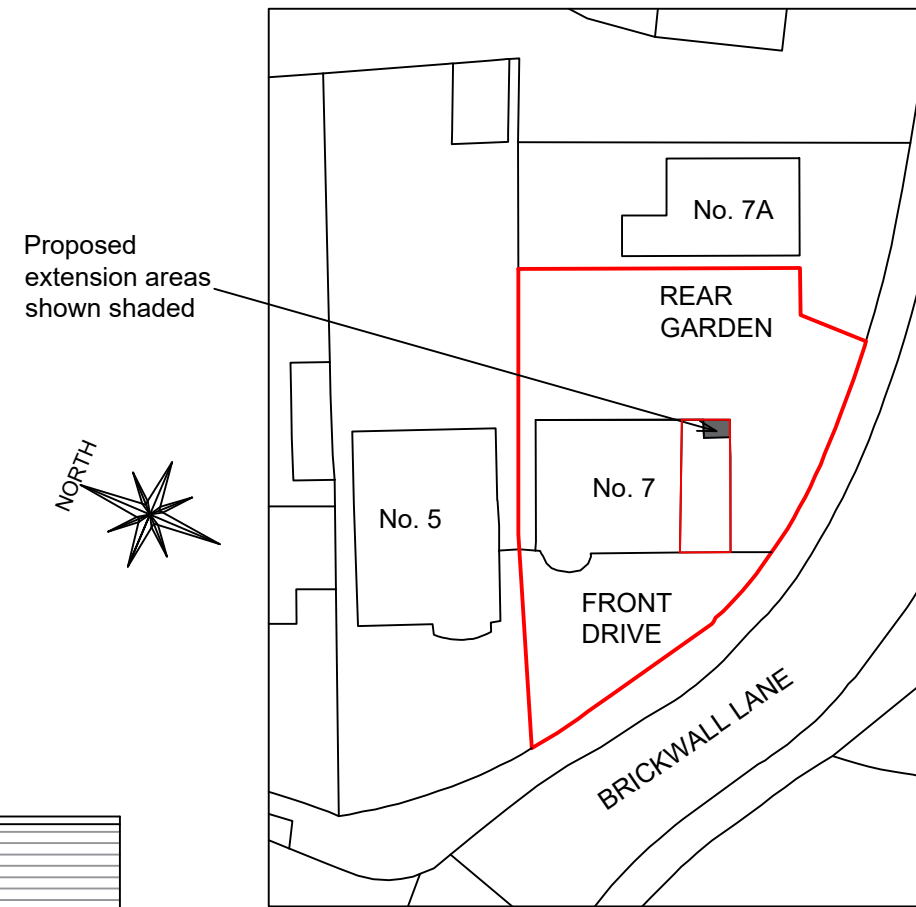 No. 7A
Proposed
extension areas
shown shaded
REAR
GARDEN
NORTH
No. 7
No. 5
FRONT
DRIVE
BRICKWALL LANE